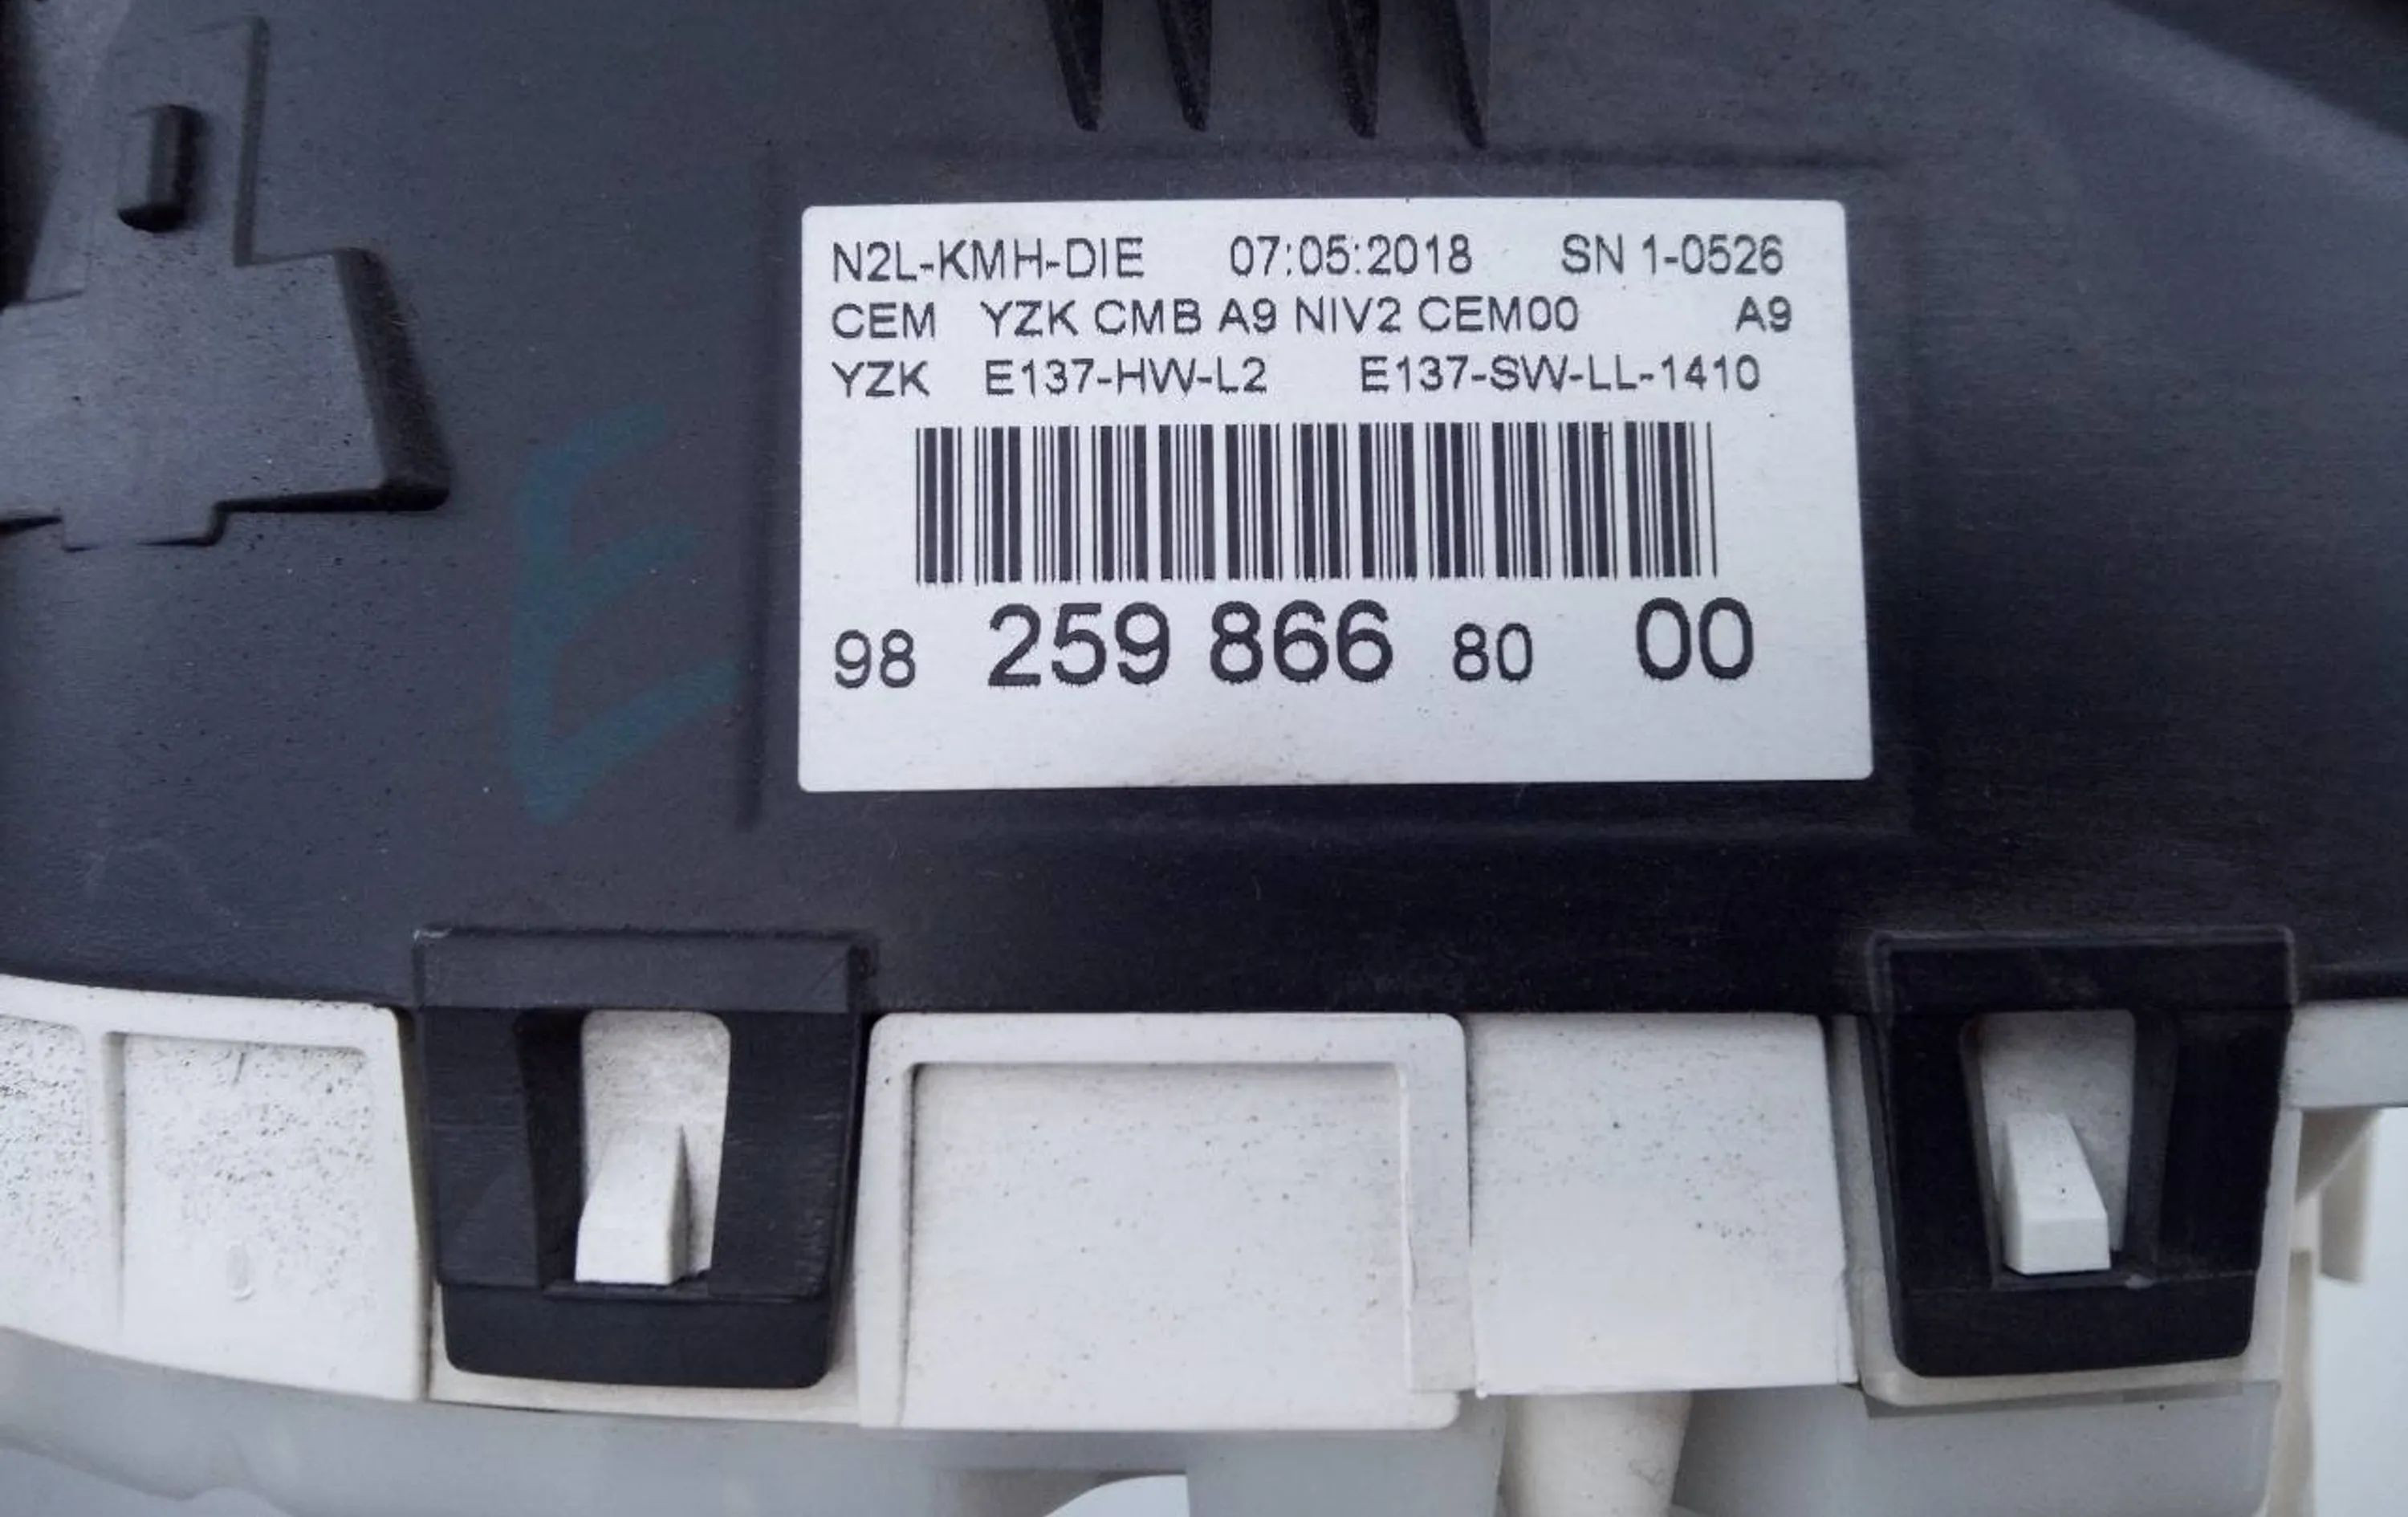 N2L-KMH-DIE 07:05:2018 SN 1-0526
CEM YZK CMB A9 NIV2 CEM00 A9
YZK E137-HW-L2 E137-SW-LL-1410
98 259 866 80 00
E